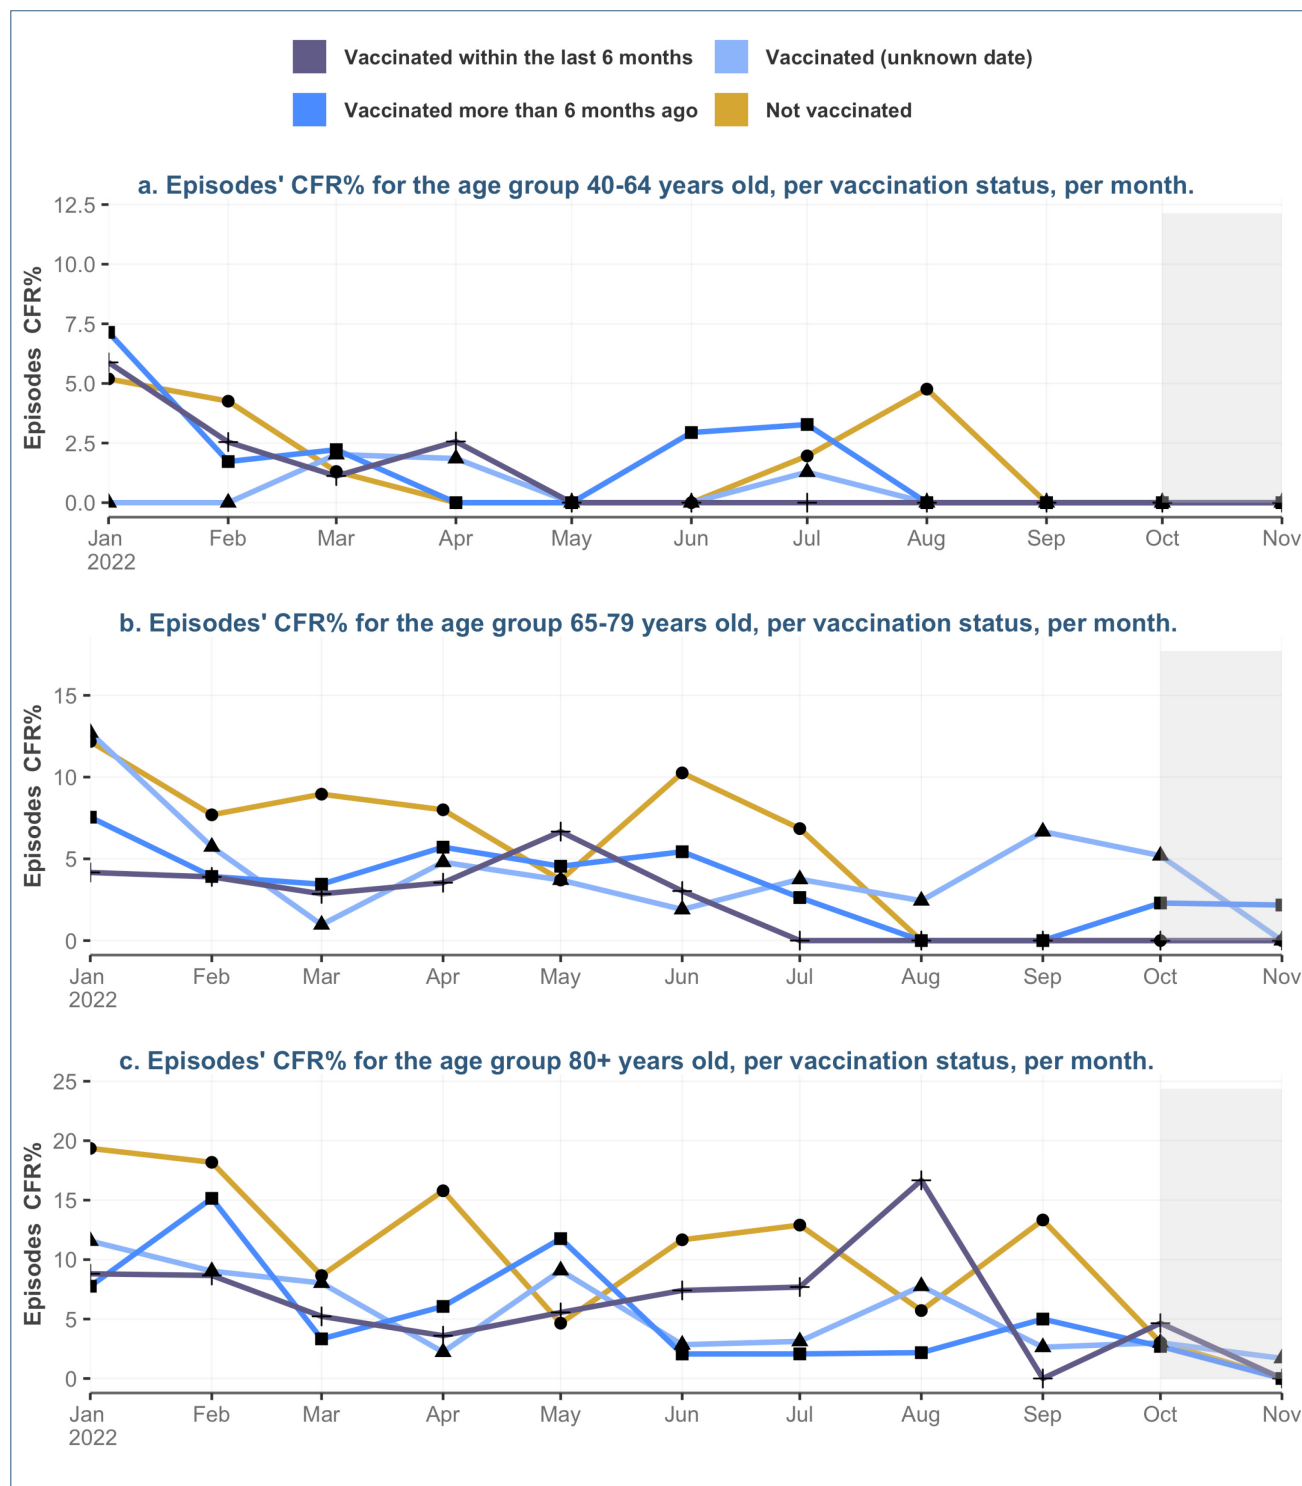 Vaccinated within the last 6 months Vaccinated (unknown date)
Vaccinated more than 6 months ago Not vaccinated
a. Episodes' CFR% for the age group 40-64 years old, per vaccination status, per month.
Episodes CFR%
12.5
10.0
7.5
5.0
2.5
0.0
Jan Feb Mar Apr May Jun Jul Aug Sep Oct Nov
2022
b. Episodes' CFR% for the age group 65-79 years old, per vaccination status, per month.
Episodes CFR%
15
10
5
0
Jan Feb Mar Apr May Jun Jul Aug Sep Oct Nov
2022
c. Episodes' CFR% for the age group 80+ years old, per vaccination status, per month.
Episodes CFR%
25
20
15
10
5
0
Jan Feb Mar Apr May Jun Jul Aug Sep Oct Nov
2022